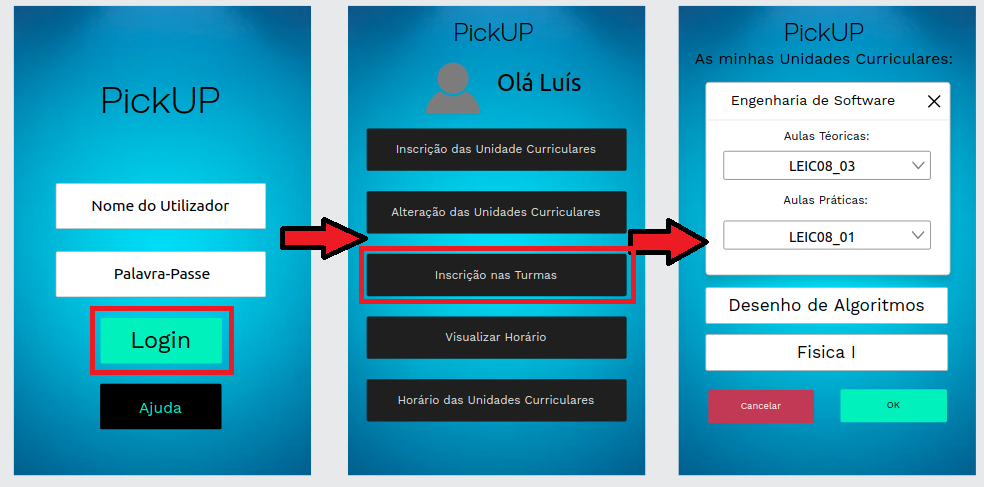 PickUP
Nome do Utilizador
Palavra-Passe
Login
Ajuda
PickUP
Olá Luís
Inscrição das Unidade Curriculares
Alteração das Unidades Curriculares
Inscrição nas Turmas
Visualizar Horário
Horário das Unidades Curriculares
PickUP
As minhas Unidades Curriculares:
Engenharia de Software
Aulas Téoricas:
LEIC08_03
Aulas Práticas:
LEIC08_01
Desenho de Algoritmos
Fisica I
Cancelar
OK